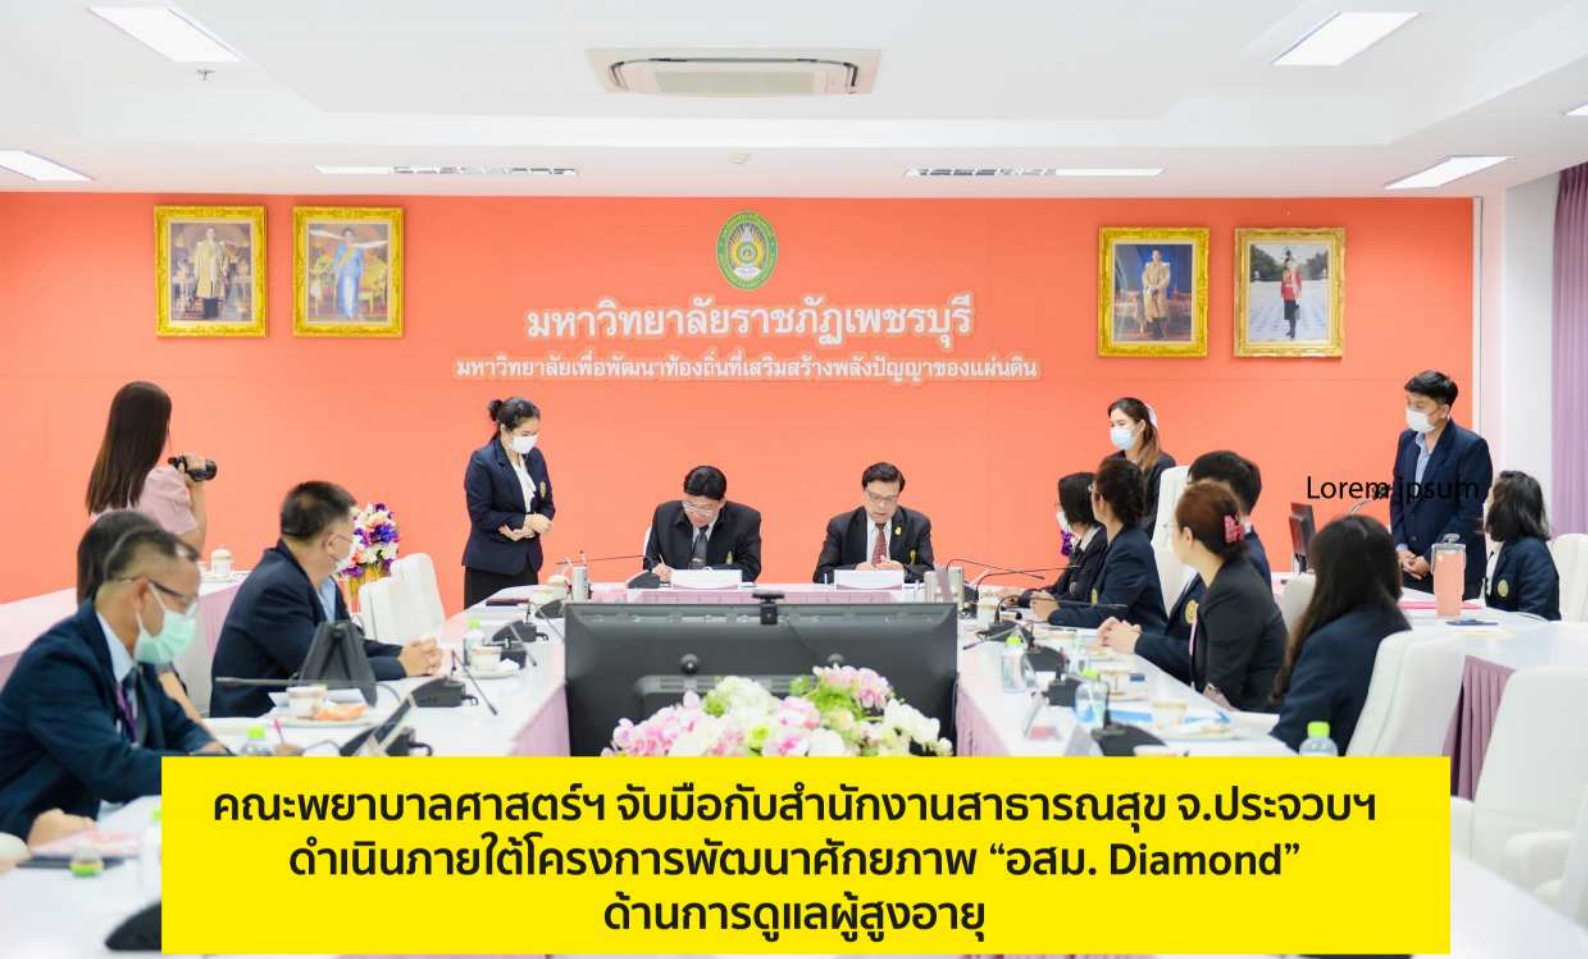 มหาวิทยาลัยราชภัฏเพชรบุรี
มหาวิทยาลัยเพื่อพัฒนาท้องถิ่นที่เสริมสร้างพลังปัญญาของแผ่นดิน
Lorem ipsum
คณะพยาบาลศาสตร์ฯ จับมือกับสำนักงานสาธารณสุข จ.ประจวบฯ
ดำเนินภายใต้โครงการพัฒนาศักยภาพ “อสม. Diamond”
ด้านการดูแลผู้สูงอายุ